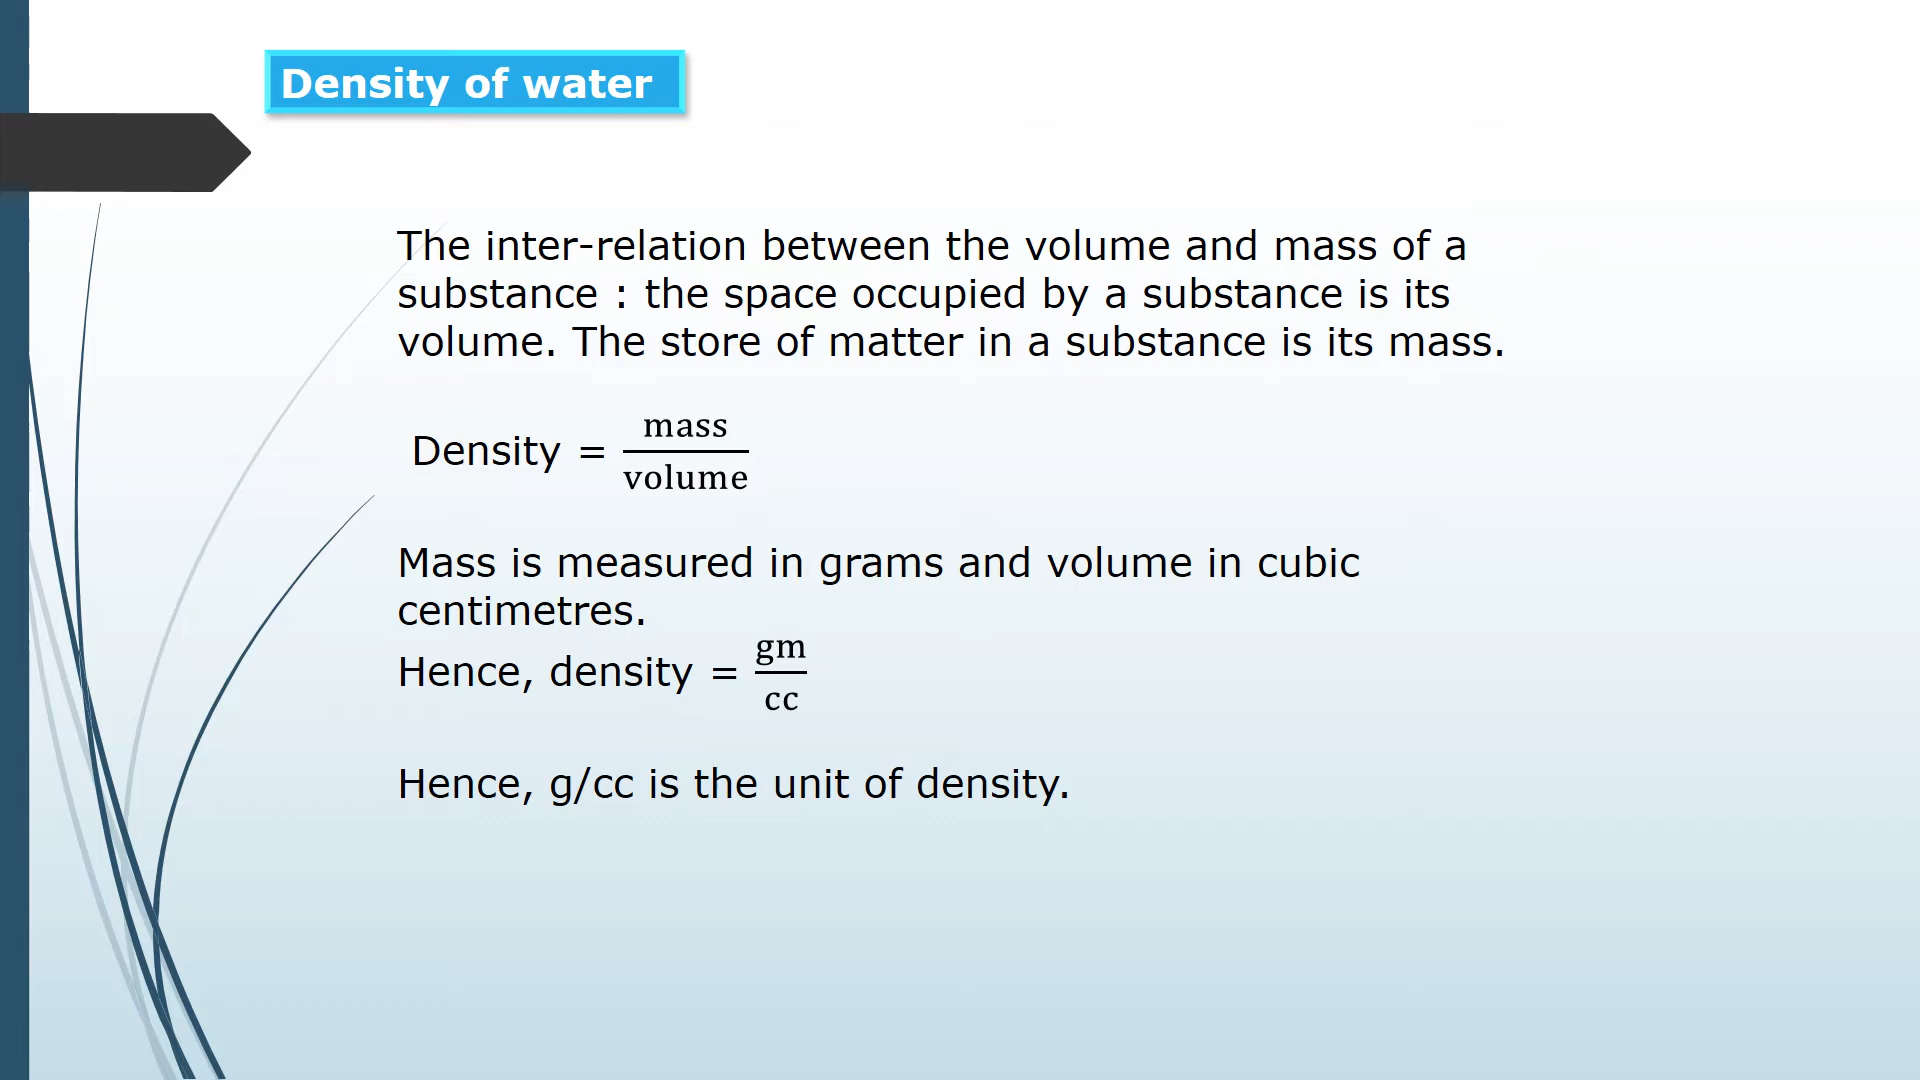 Density of water
The inter-relation between the volume and mass of a
substance : the space occupied by a substance is its
volume. The store of matter in a substance is its mass.
Density = mass/volume
Mass is measured in grams and volume in cubic
centimetres.
Hence, density = gm/cc
Hence, g/cc is the unit of density.